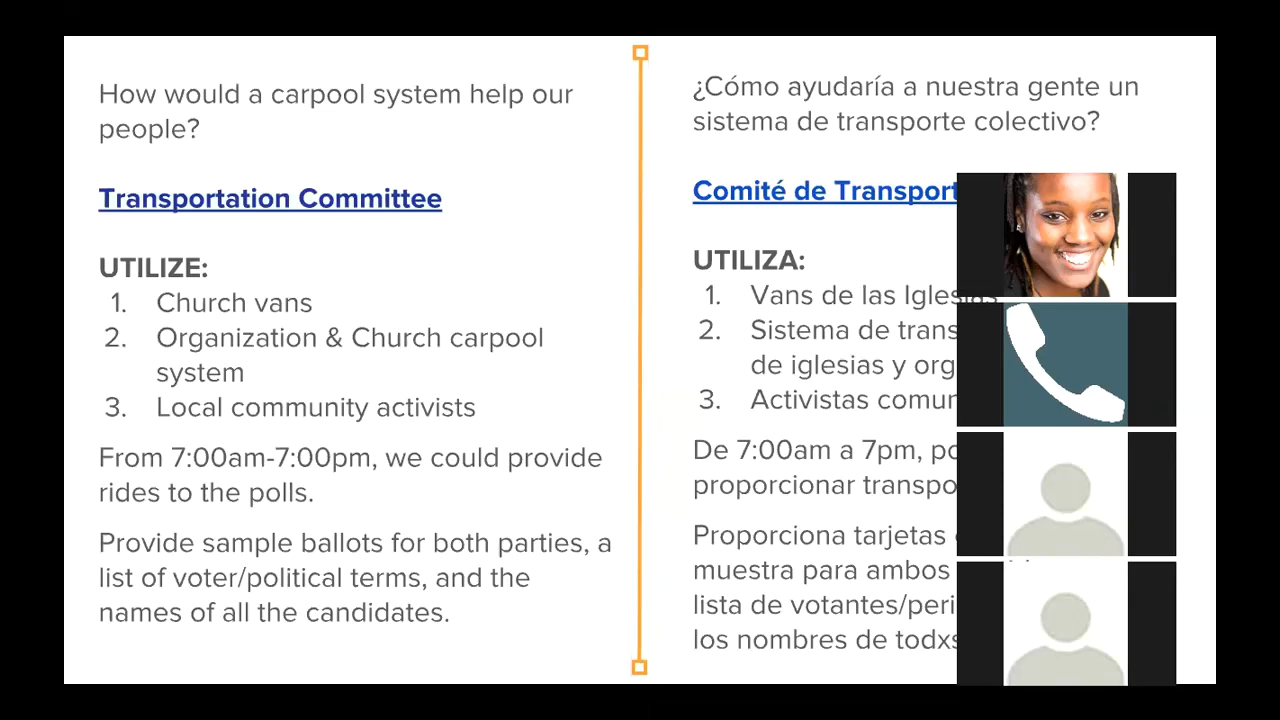 How would a carpool system help our
people?
Transportation Committee
UTILIZE:
1. Church vans
2. Organization & Church carpool
system
3. Local community activists
From 7:00am-7:00pm, we could provide
rides to the polls.
Provide sample ballots for both parties, a
list of voter/political terms, and the
names of all the candidates.
¿Cómo ayudaría a nuestra gente un
sistema de transporte colectivo?
Comité de Transport
UTILIZA:
1. Vans de las Iglesias
2. Sistema de trans
de iglesias y org
3. Activistas comun
De 7:00am a 7pm, po
proporcionar transpo
Proporciona tarjetas
muestra para ambos
lista de votantes/peri
los nombres de todxs